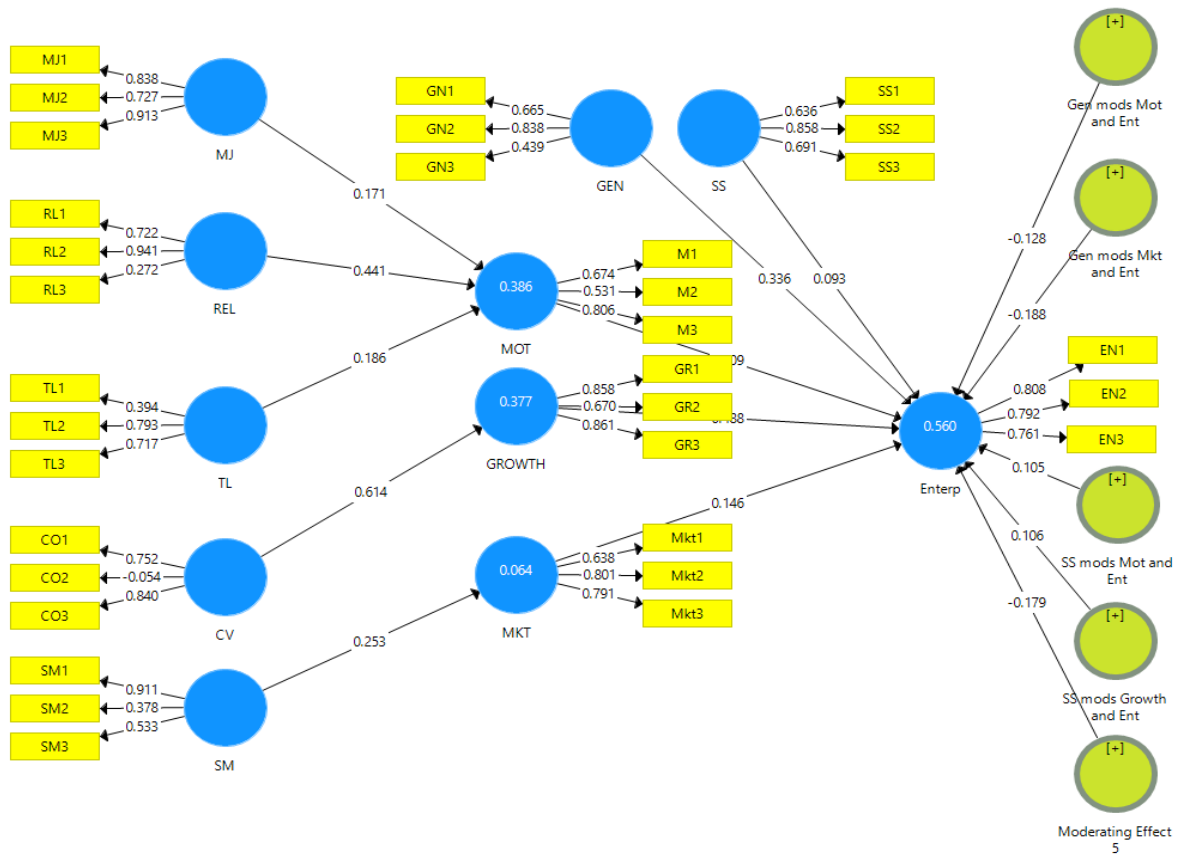 MJ1
MJ2
MJ3
0.838
0.727
0.913
MJ
0.171
RL1
RL2
RL3
0.722
0.941
0.272
REL
0.441
TL1
TL2
TL3
0.394
0.793
0.717
TL
0.186
CO1
CO2
CO3
0.752
-0.054
0.840
CV
0.614
SM1
SM2
SM3
0.911
0.378
0.533
SM
0.253
GN1
GN2
GN3
0.665
0.838
0.439
GEN
0.336
SS
0.636
0.858
0.691
SS1
SS2
SS3
0.093
0.386
MOT
0.674
0.531
0.806
M1
M2
M3
0.377
GROWTH
0.858
0.670
0.861
GR1
GR2
GR3
0.064
MKT
0.638
0.801
0.791
Mkt1
Mkt2
Mkt3
0.146
0.560
Enterp
0.808
0.792
0.761
EN1
EN2
EN3
[+]
Gen mods Mot
and Ent
-0.128
[+]
Gen mods Mkt
and Ent
-0.188
[+]
SS mods Mot and
Ent
0.105
[+]
SS mods Growth
and Ent
0.106
[+]
Moderating Effect
5
-0.179